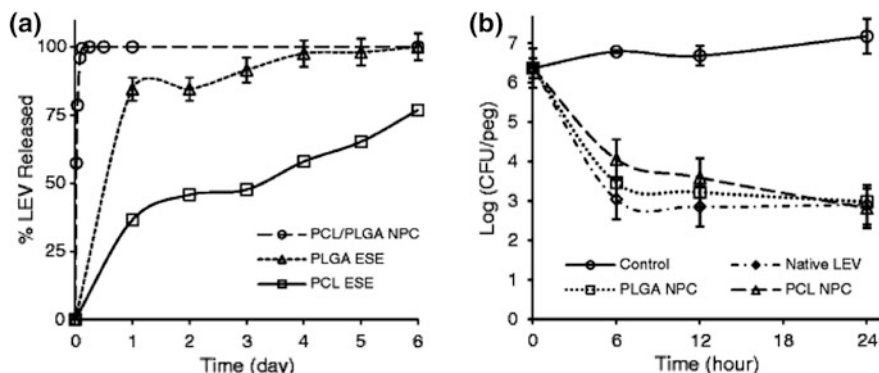 (a)
100
75
50
25
0
% LEV Released
PCL/PLGA NPC
PLGA ESE
PCL ESE
0 1 2 3 4 5 6
Time (day)
(b)
7
6
5
4
3
2
1
0
Log (CFU/peg)
Control Native LEV
PLGA NPC PCL NPC
0 6 12 18 24
Time (hour)